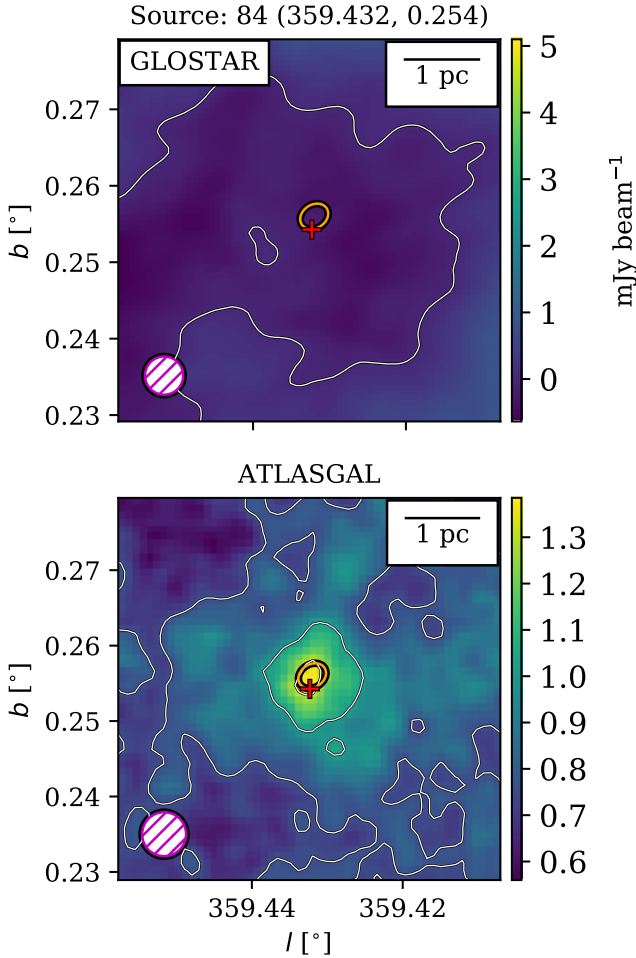 Source: 84 (359.432, 0.254)
GLOSTAR
1 pc
0.27
0.26
0.25
0.24
0.23
b [°]
5
4
3
2
1
0
mJy beam⁻¹
ATLASGAL
1 pc
0.27
0.26
0.25
0.24
0.23
b [°]
1.3
1.2
1.1
1.0
0.9
0.8
0.7
0.6
359.44 359.42
l [°]